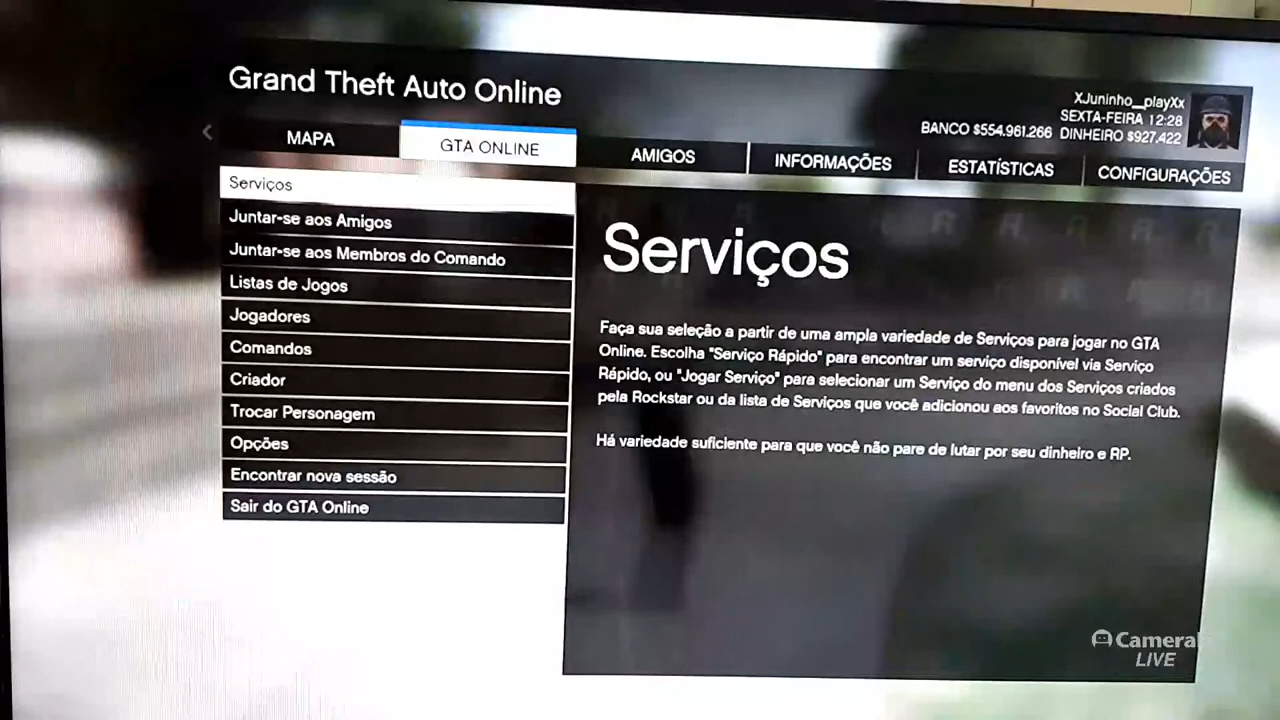 Grand Theft Auto Online
XJuninho__playXx
SEXTA-FEIRA 12:28
BANCO $554.961.266 DINHEIRO $927.422
MAPA
GTA ONLINE
AMIGOS
INFORMAÇÕES
ESTATÍSTICAS
CONFIGURAÇÕES
Serviços
Juntar-se aos Amigos
Juntar-se aos Membros do Comando
Listas de Jogos
Jogadores
Comandos
Criador
Trocar Personagem
Opções
Encontrar nova sessão
Sair do GTA Online
Serviços
Faça sua seleção a partir de uma ampla variedade de Serviços para jogar no GTA
Online. Escolha "Serviço Rápido" para encontrar um serviço disponível via Serviço
Rápido, ou "Jogar Serviço" para selecionar um Serviço do menu dos Serviços criados
pela Rockstar ou da lista de Serviços que você adicionou aos favoritos no Social Club.
Há variedade suficiente para que você não pare de lutar por seu dinheiro e RP.
Camera
LIVE